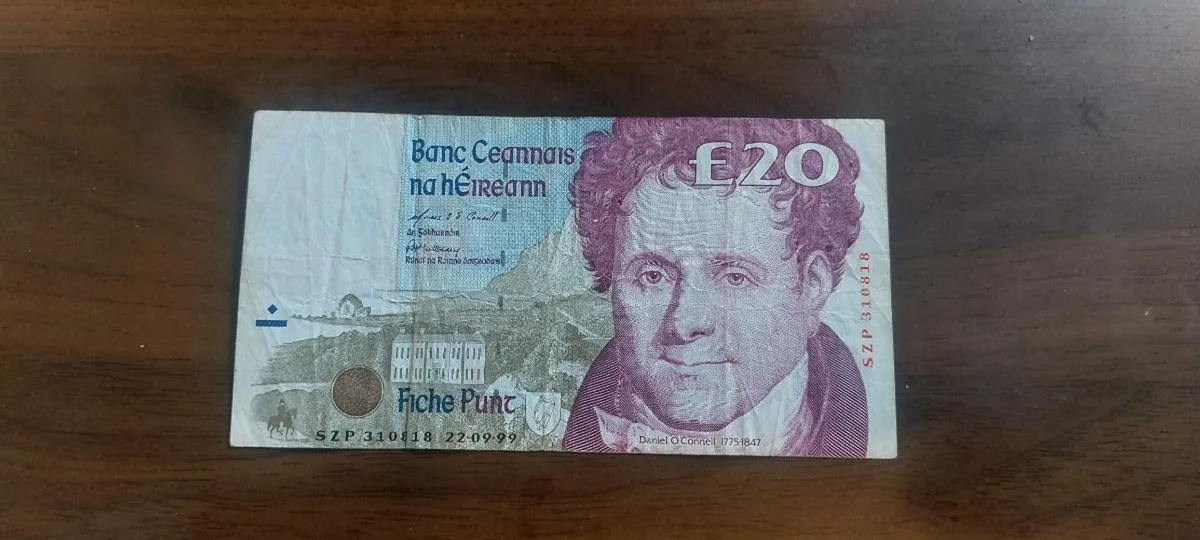 Banc Ceannais
na hÉireann
£20
An Gobharnóir
Rúnaí na Roinne Airgeadais
SZP 310818
Fiche Punt
SZP 310818 22·09·99
Daniel O'Connell 1775-1847